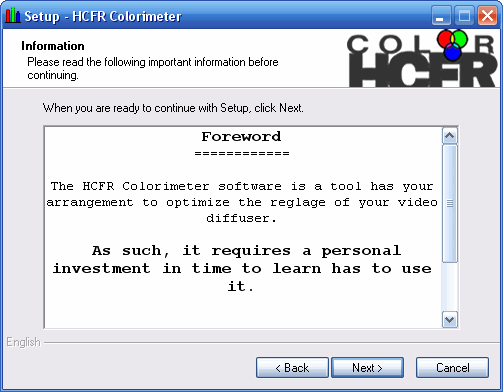 Setup - HCFR Colorimeter
Information
Please read the following important information before
continuing.
COLOR
HCFR
When you are ready to continue with Setup, click Next.
Foreword
============
The HCFR Colorimeter software is a tool has your
arrangement to optimize the reglage of your video
diffuser.
As such, it requires a personal
investment in time to learn has to use
it.
English
< Back
Next >
Cancel